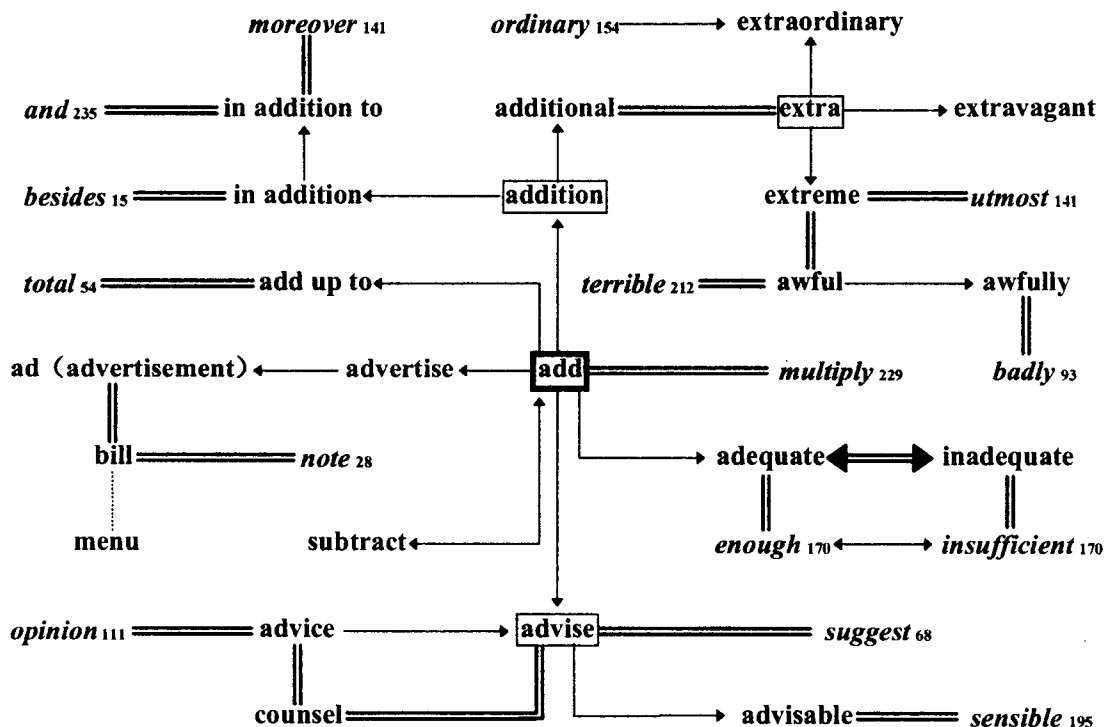 moreover 141 ordinary 154 extraordinary
and 235 in addition to additional extra extravagant
besides 15 in addition addition extreme utmost 141
total 54 add up to terrible 212 awful awfully
ad（advertisement） advertise add multiply 229 badly 93
bill note 28 adequate inadequate
menu subtract enough 170 insufficient 170
opinion 111 advice advise suggest 68
counsel advisable sensible 195